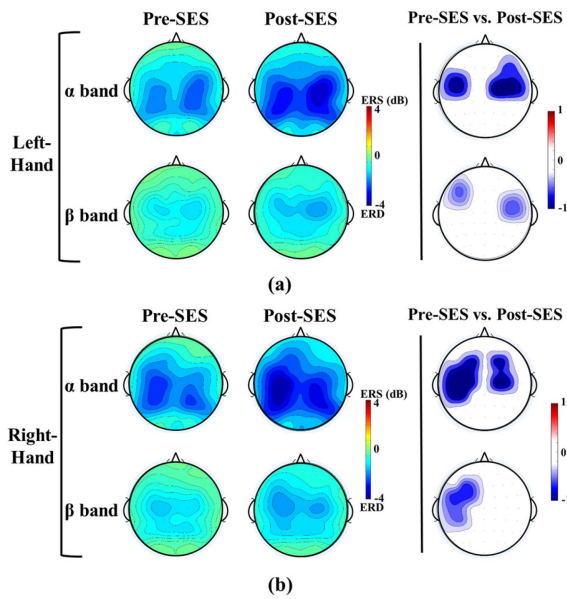 Pre-SES Post-SES Pre-SES vs. Post-SES
α band
ERS (dB)
4
0
-4
ERD
1
0
-1
Left-
Hand
β band
(a)
Pre-SES Post-SES Pre-SES vs. Post-SES
α band
ERS (dB)
4
0
-4
ERD
1
0
-1
Right-
Hand
β band
(b)